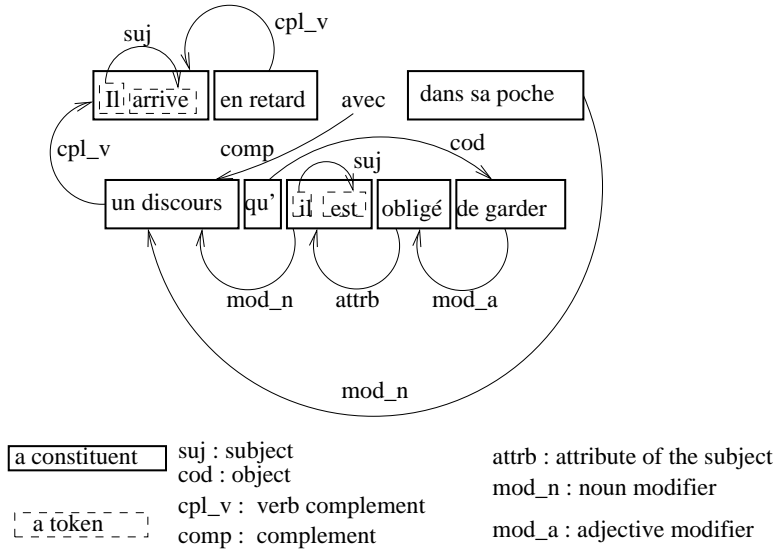 cpl_v
suj
Il arrive en retard avec dans sa poche
cpl_v comp suj cod
un discours qu' il est obligé de garder
mod_n attrb mod_a
mod_n
a constituent suj : subject attrb : attribute of the subject
cod : object mod_n : noun modifier
cpl_v : verb complement
a token comp : complement mod_a : adjective modifier